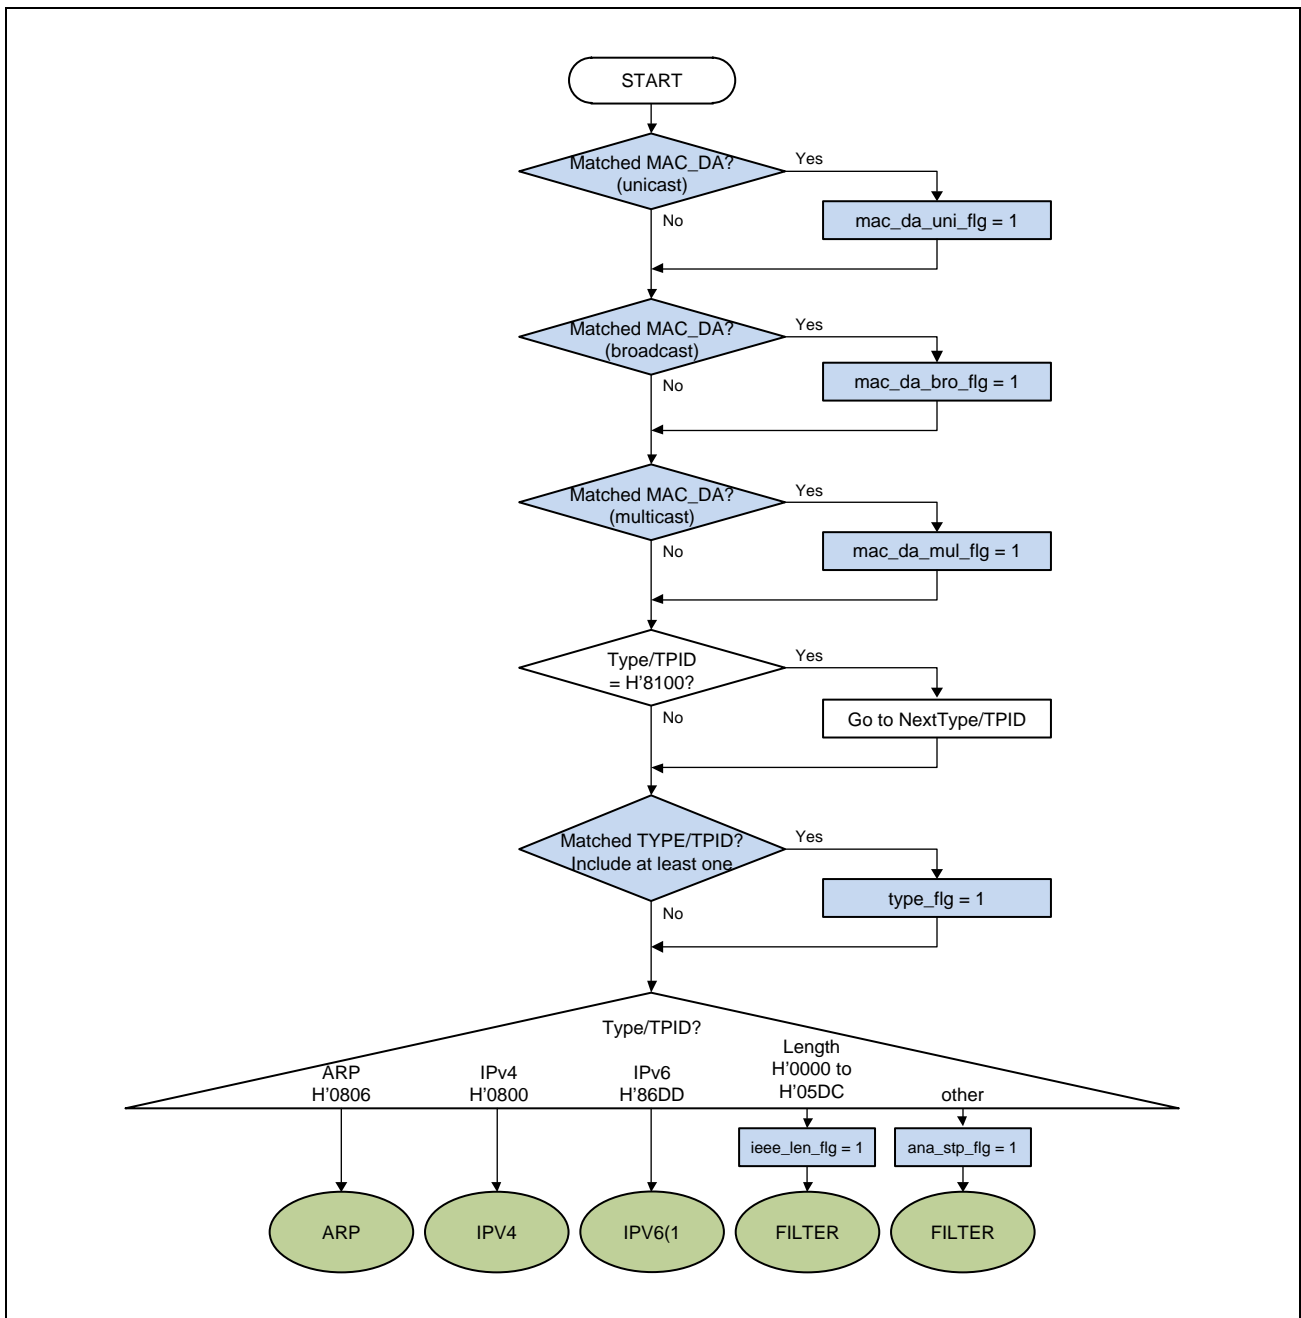 START
Matched MAC_DA?
(unicast)
Yes
No
mac_da_uni_flg = 1
Matched MAC_DA?
(broadcast)
Yes
No
mac_da_bro_flg = 1
Matched MAC_DA?
(multicast)
Yes
No
mac_da_mul_flg = 1
Type/TPID
= H'8100?
Yes
No
Go to NextType/TPID
Matched TYPE/TPID?
Include at least one
Yes
No
type_flg = 1
Type/TPID?
ARP
H'0806
IPv4
H'0800
IPv6
H'86DD
Length
H'0000 to
H'05DC
other
ieee_len_flg = 1
ana_stp_flg = 1
ARP
IPV4
IPV6(1
FILTER
FILTER